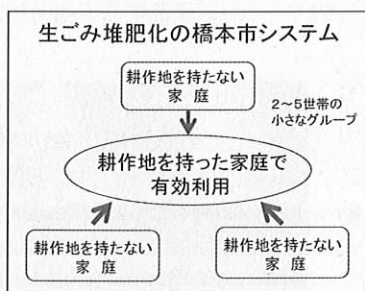 生ごみ堆肥化の橋本市システム
耕作地を持たない
家 庭
2～5世帯の
小さなグループ
耕作地を持った家庭で
有効利用
耕作地を持たない
家 庭
耕作地を持たない
家 庭